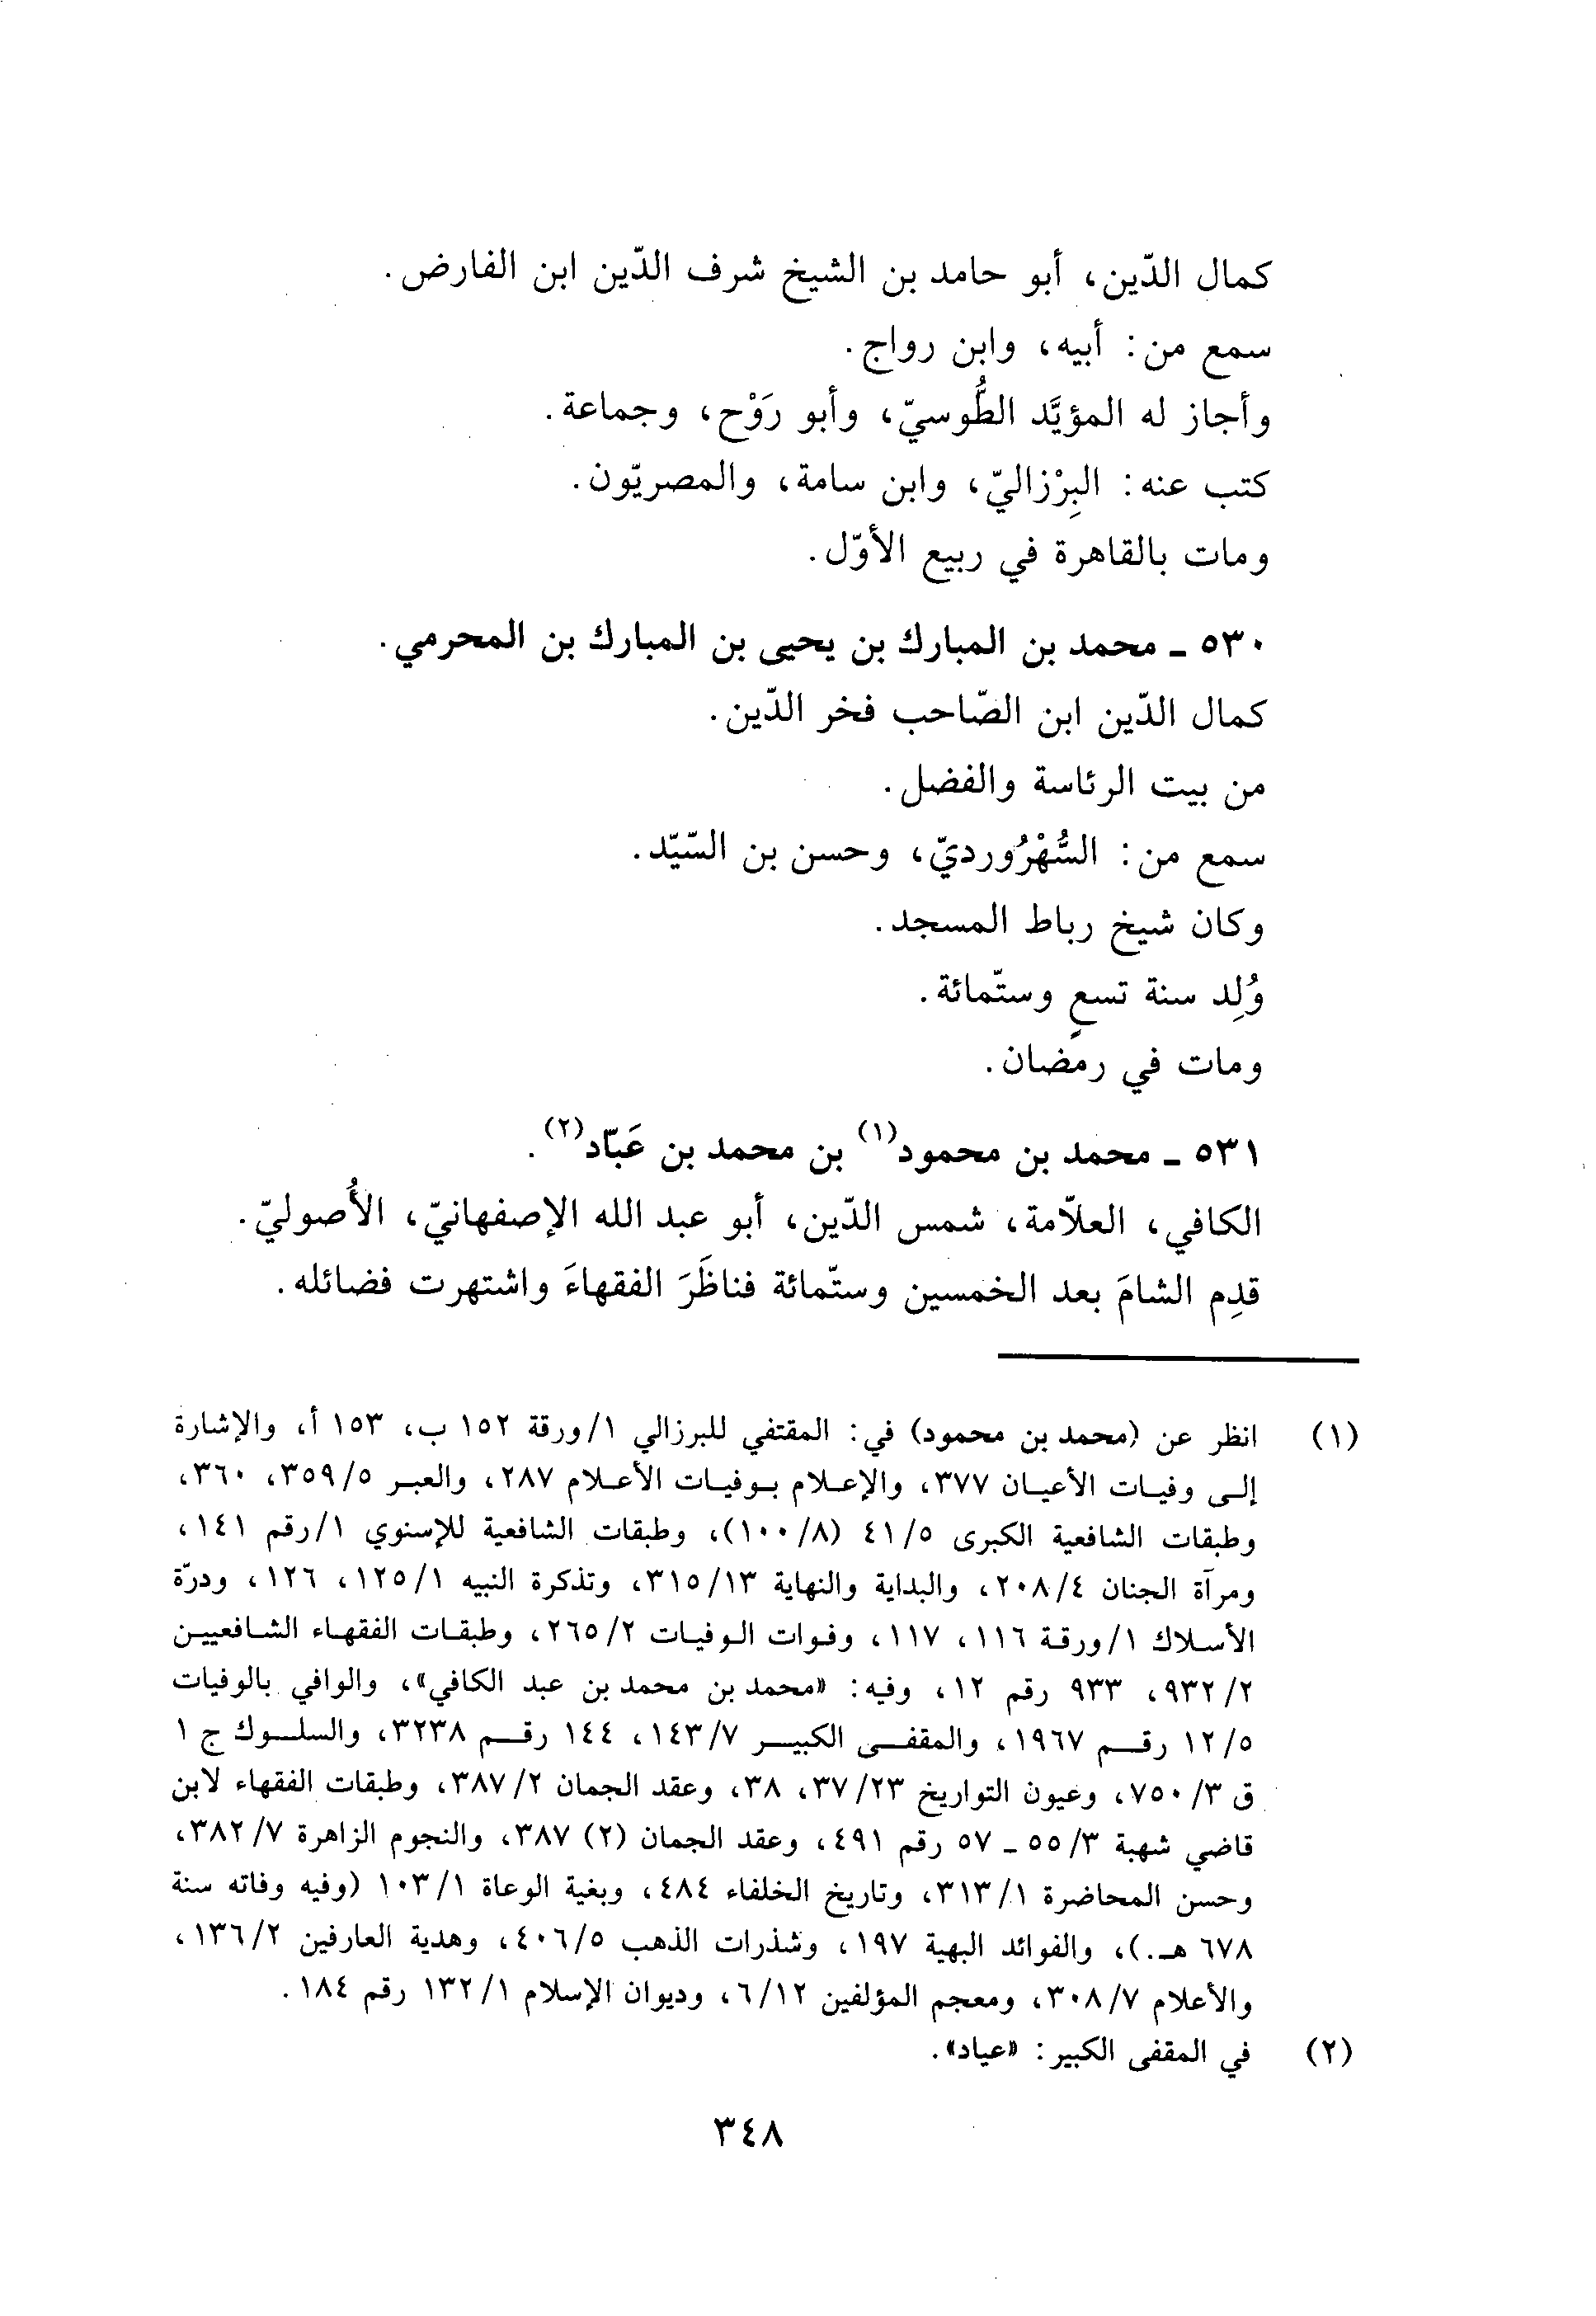 كمال الدّين، أبو حامد بن الشيخ شرف الدّين ابن الفارض.
سمع من: أبيه، وابن رواج.
وأجاز له المؤيَّد الطُّوسيّ، وأبو رَوْح، وجماعة.
كتب عنه: البِرْزاليّ، وابن سامة، والمصريّون.
ومات بالقاهرة في ربيع الأوّل.
٥٣٠ ـ محمد بن المبارك بن يحيى بن المبارك بن المحرمي.
كمال الدّين ابن الصّاحب فخر الدّين.
من بيت الرئاسة والفضل.
سمع من: السُّهْرُورديّ، وحسن بن السّيّد.
وكان شيخ رباط المسجد.
وُلِد سنة تسعٍ وستّمائة.
ومات في رمضان.
٥٣١ ـ محمد بن محمود(١) بن محمد بن عَبّاد(٢).
الكافي، العلاّمة، شمس الدّين، أبو عبد الله الإصفهانيّ، الأُصوليّ.
قدِم الشامَ بعد الخمسين وستّمائة فناظَرَ الفقهاءَ واشتهرت فضائله.
(١) انظر عن (محمد بن محمود) في: المقتفي للبرزالي ١/ورقة ١٥٢ ب، ١٥٣ أ، والإشارة
إلى وفيات الأعيان ٣٧٧، والإعلام بوفيات الأعلام ٢٨٧، والعبر ٣٥٩/٥، ٣٦٠،
وطبقات الشافعية الكبرى ٤١/٥ (١٠٠/٨)، وطبقات الشافعية للإسنوي ١/رقم ١٤١،
ومرآة الجنان ٢٠٨/٤، والبداية والنهاية ٣١٥/١٣، وتذكرة النبيه ١٢٥/١، ١٢٦، ودرّة
الأسلاك ١/ورقة ١١٦، ١١٧، وفوات الوفيات ٢٦٥/٢، وطبقات الفقهاء الشافعيين
٩٣٢/٢، ٩٣٣ رقم ١٢، وفيه: «محمد بن محمد بن عبد الكافي»، والوافي بالوفيات
١٢/٥ رقم ١٩٦٧، والمقفى الكبير ١٤٣/٧، ١٤٤ رقم ٣٢٣٨، والسلوك ج ١
ق ٧٥٠/٣، وعيون التواريخ ٣٧/٢٣، ٣٨، وعقد الجمان ٣٨٧/٢، وطبقات الفقهاء لابن
قاضي شهبة ٥٥/٣ ـ ٥٧ رقم ٤٩١، وعقد الجمان (٢) ٣٨٧، والنجوم الزاهرة ٣٨٢/٧،
وحسن المحاضرة ٣١٣/١، وتاريخ الخلفاء ٤٨٤، وبغية الوعاة ١٠٣/١ (وفيه وفاته سنة
٦٧٨ هـ.)، والفوائد البهية ١٩٧، وشذرات الذهب ٤٠٦/٥، وهدية العارفين ١٣٦/٢،
والأعلام ٣٠٨/٧، ومعجم المؤلفين ٦/١٢، وديوان الإسلام ١٣٢/١ رقم ١٨٤.
(٢) في المقفى الكبير: «عياد».
٣٤٨